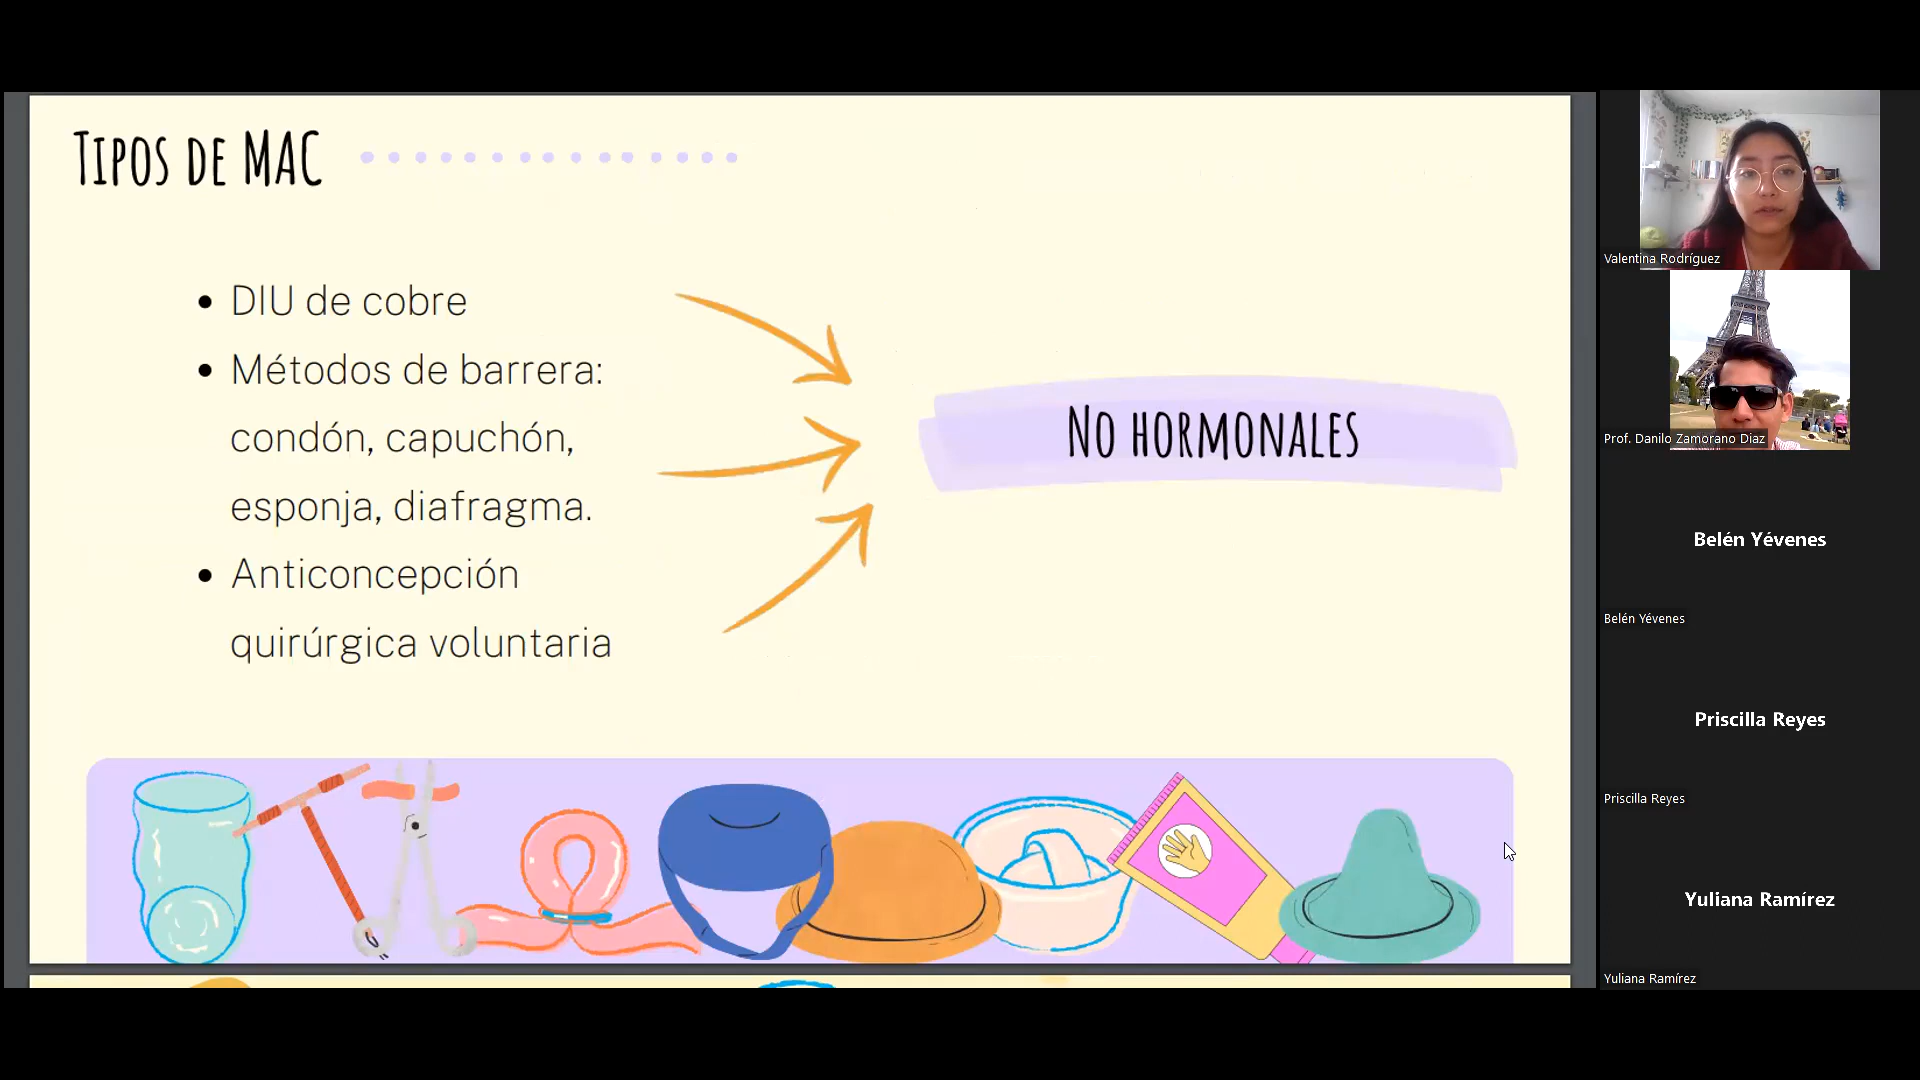 Tipos de MAC
• DIU de cobre
• Métodos de barrera:
condón, capuchón,
esponja, diafragma.
• Anticoncepción
quirúrgica voluntaria
No hormonales
Valentina Rodríguez
Prof. Danilo Zamorano Diaz
Belén Yévenes
Belén Yévenes
Priscilla Reyes
Priscilla Reyes
Yuliana Ramírez
Yuliana Ramírez